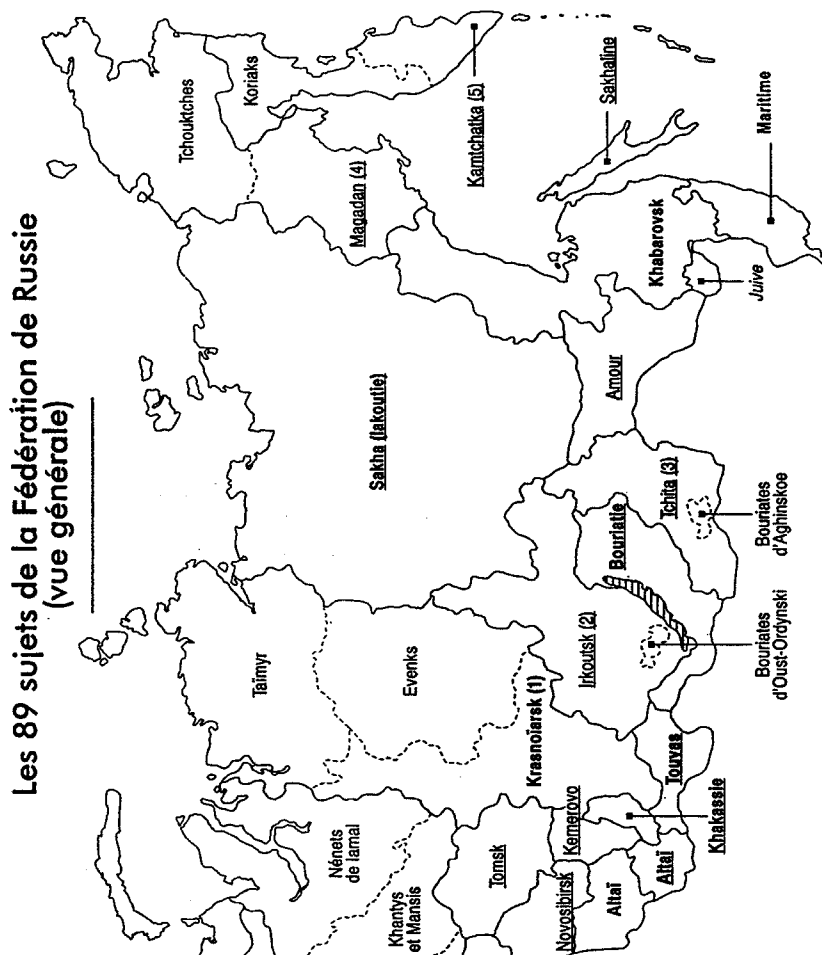 Les 89 sujets de la Fédération de Russie
(vue générale)
Tchouktches
Koriaks
Kamtchatka (5)
Magadan (4)
Sakhaline
Maritime
Khabarovsk
Juive
Amour
Sakha (Iakoutie)
Tchita (3)
Bouriates
d'Aghinskoe
Bouriatie
Irkoutsk (2)
Bouriates
d'Oust-Ordynski
Taïmyr
Evenks
Krasnoïarsk (1)
Touvas
Khakassie
Kemerovo
Altaï
Altaï
Novosibirsk
Tomsk
Nénets
de Iamal
Khantys
et Mansis